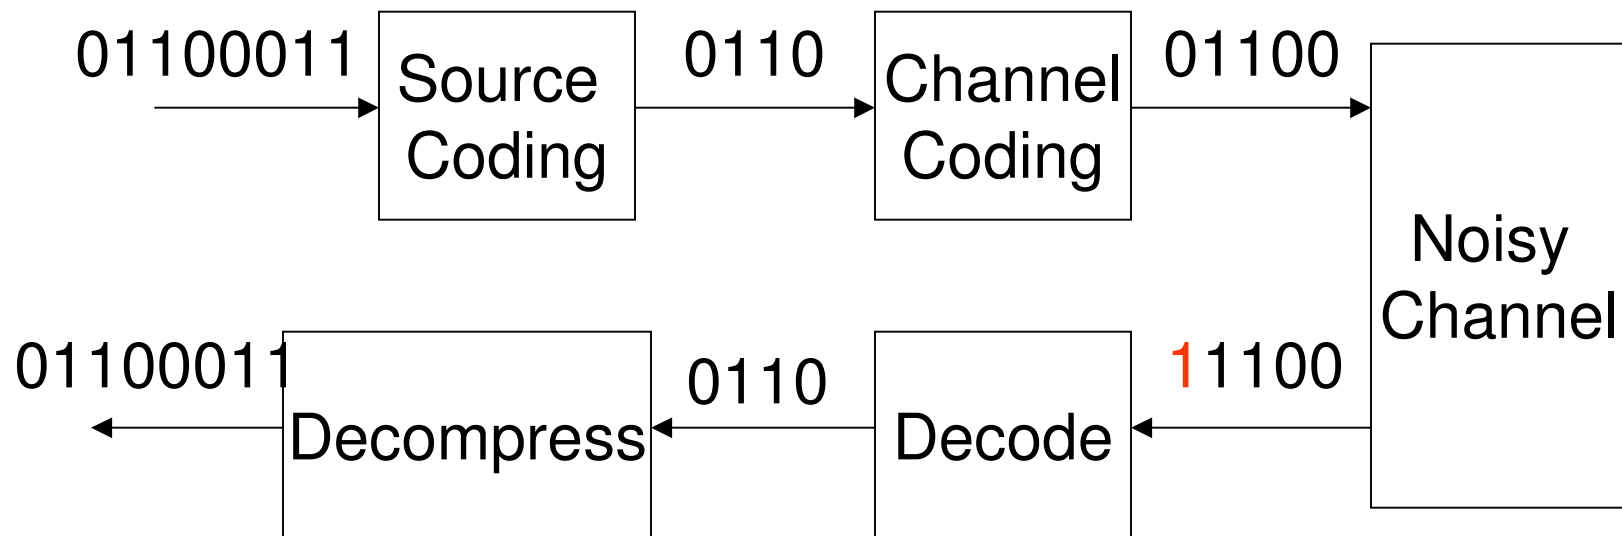 01100011
Source
Coding
0110
Channel
Coding
01100
Noisy
Channel
11100
Decode
0110
Decompress
01100011